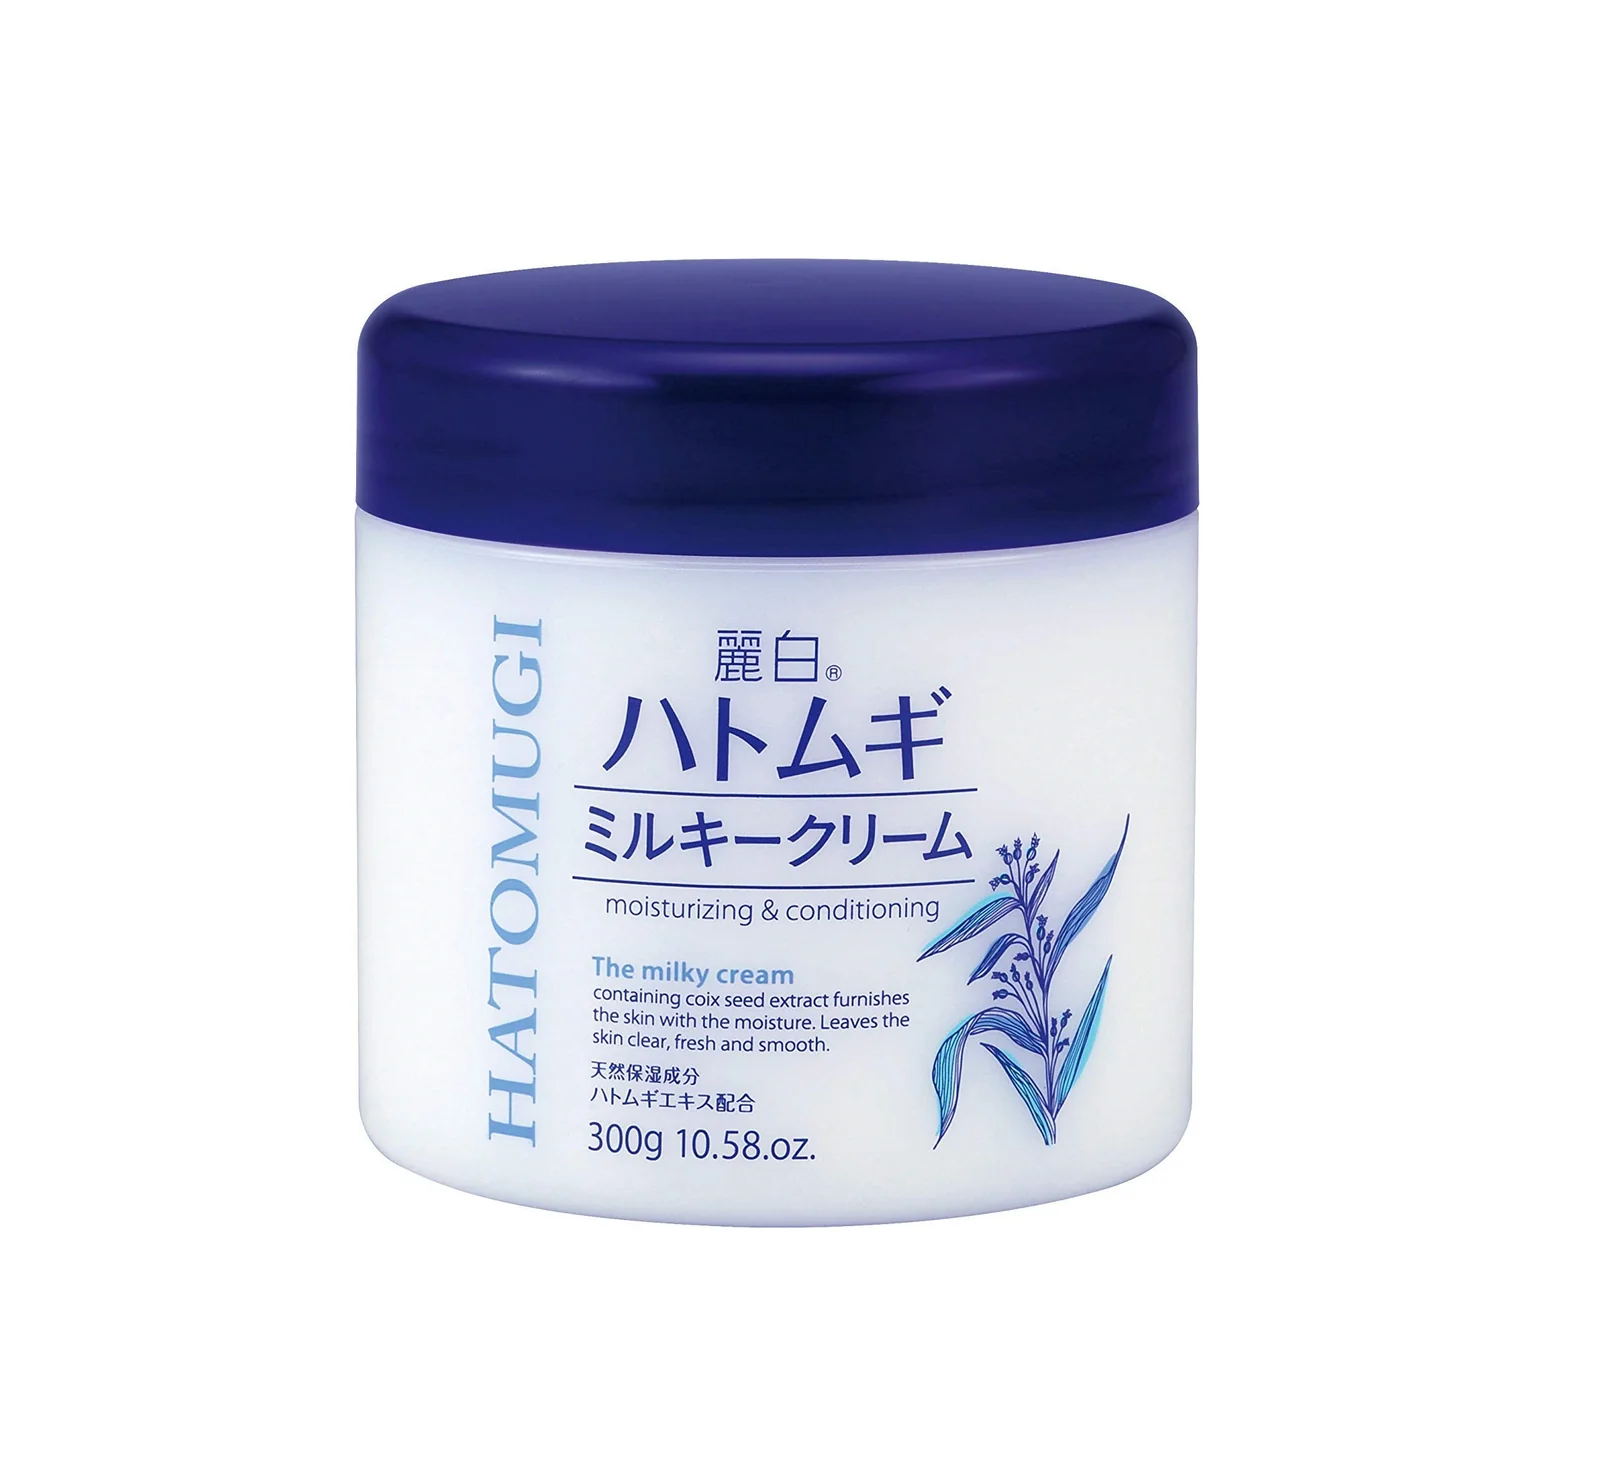 HATOMUGI
麗白®
ハトムギ
ミルキークリーム
moisturizing & conditioning
The milky cream
containing coix seed extract furnishes
the skin with the moisture. Leaves the
skin clear, fresh and smooth.
天然保湿成分
ハトムギエキス配合
300g 10.58.oz.